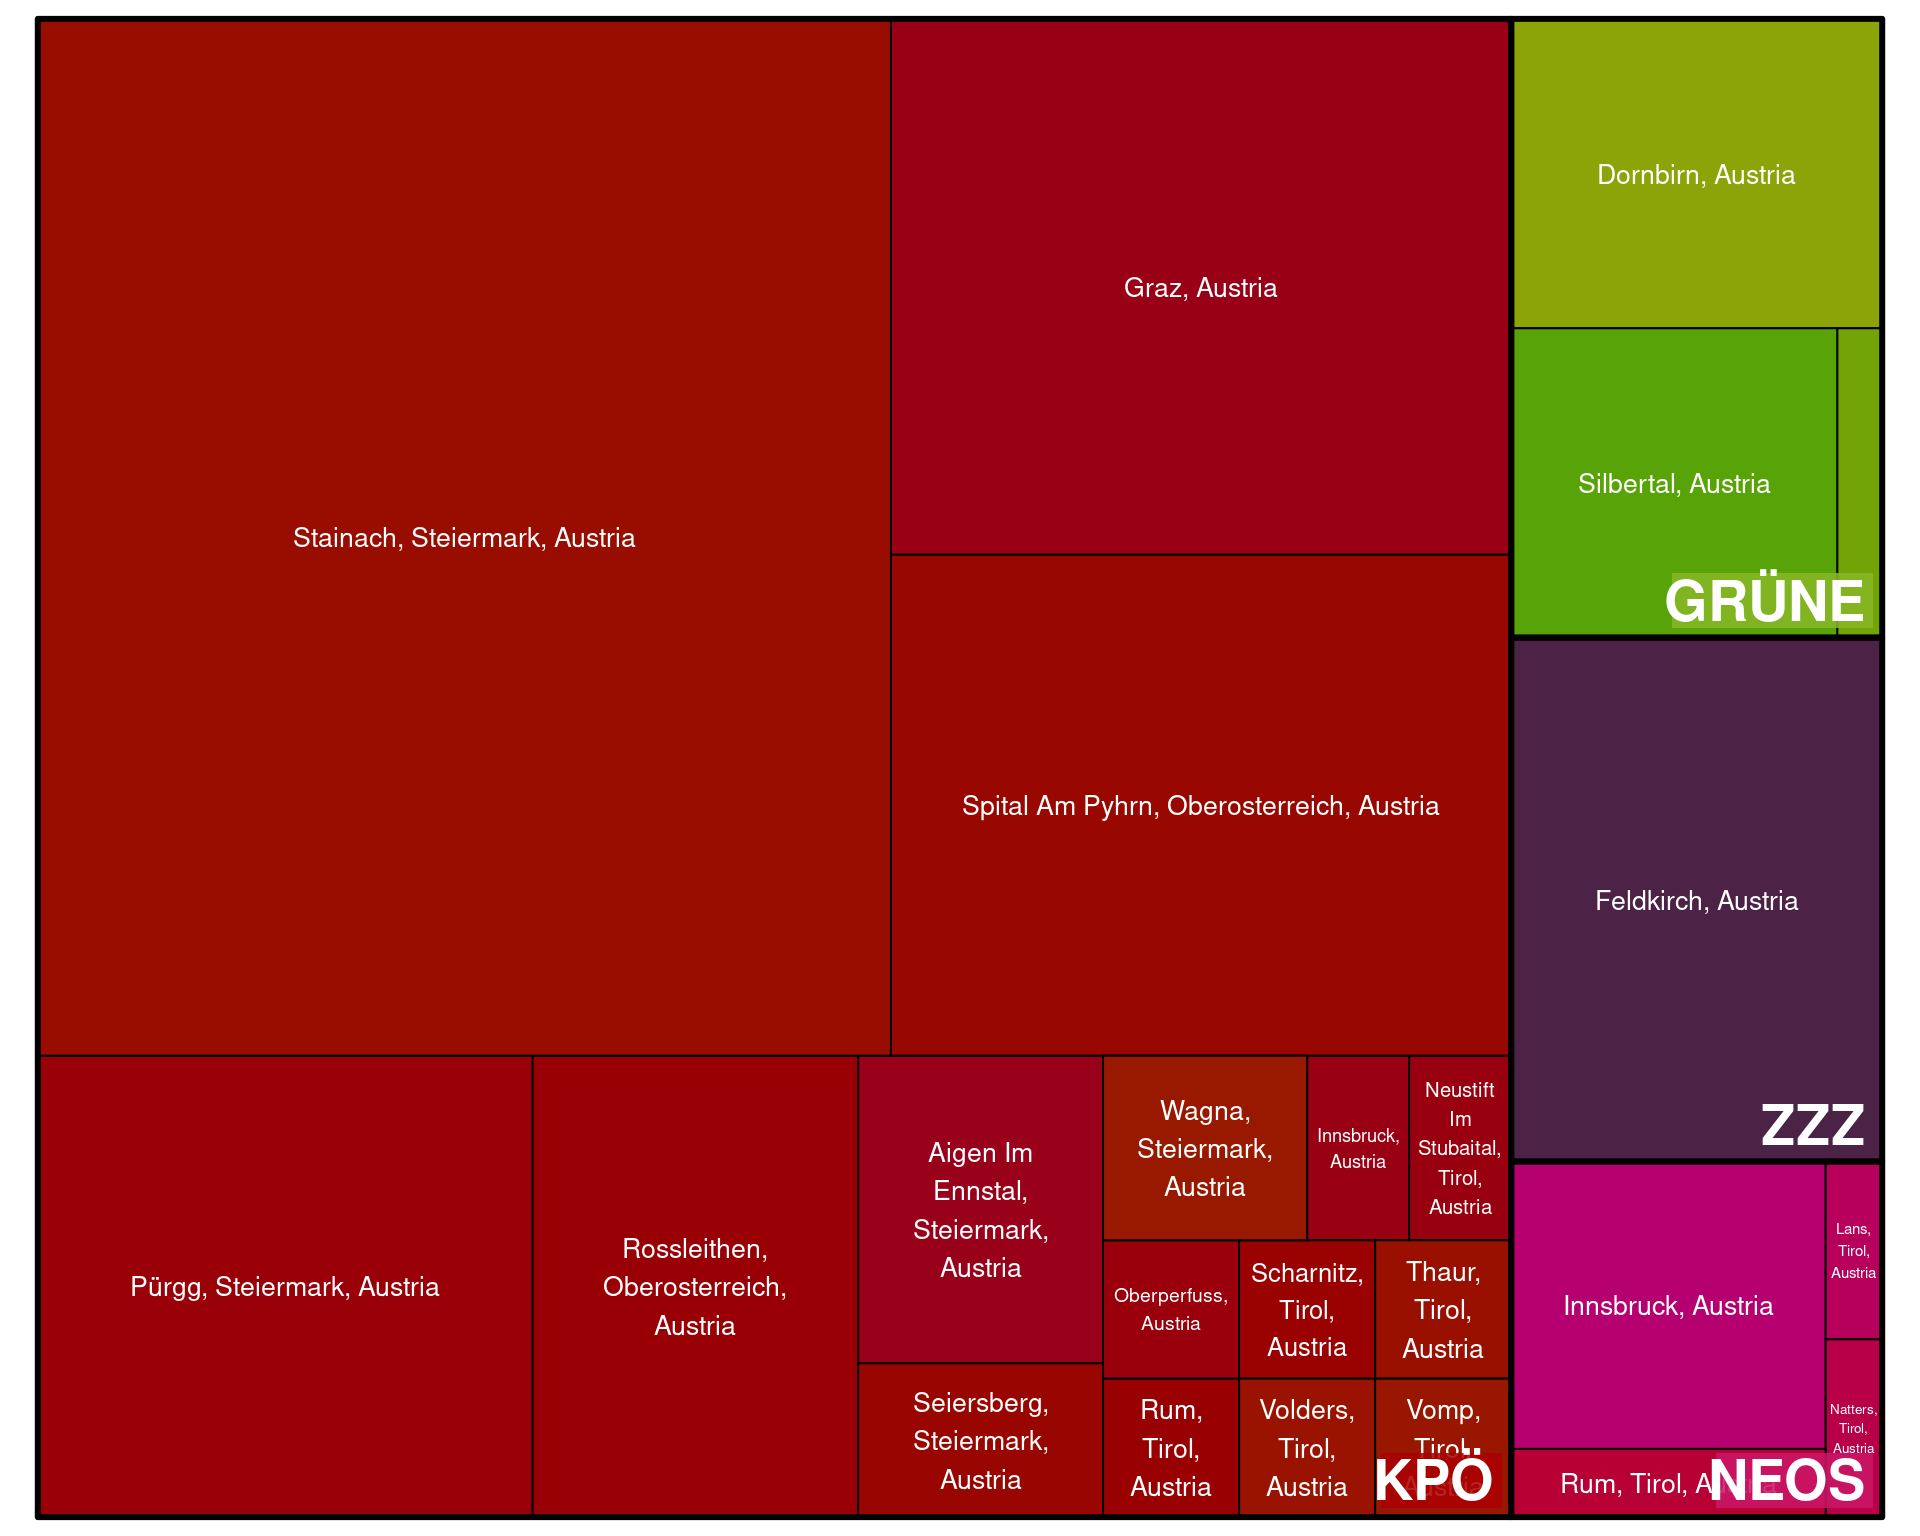 Stainach, Steiermark, Austria
Graz, Austria
Spital Am Pyhrn, Oberosterreich, Austria
Pürgg, Steiermark, Austria
Rossleithen,
Oberosterreich,
Austria
Aigen Im
Ennstal,
Steiermark,
Austria
Seiersberg,
Steiermark,
Austria
Wagna,
Steiermark,
Austria
Innsbruck,
Austria
Neustift
Im
Stubaital,
Tirol,
Austria
Oberperfuss,
Austria
Scharnitz,
Tirol,
Austria
Thaur,
Tirol,
Austria
Rum,
Tirol,
Austria
Volders,
Tirol,
Austria
Vomp,
Tirol,
Austria
KPÖ
Dornbirn, Austria
Silbertal, Austria
GRÜNE
Feldkirch, Austria
ZZZ
Innsbruck, Austria
Lans,
Tirol,
Austria
Natters,
Tirol,
Austria
Rum, Tirol, Austria
NEOS